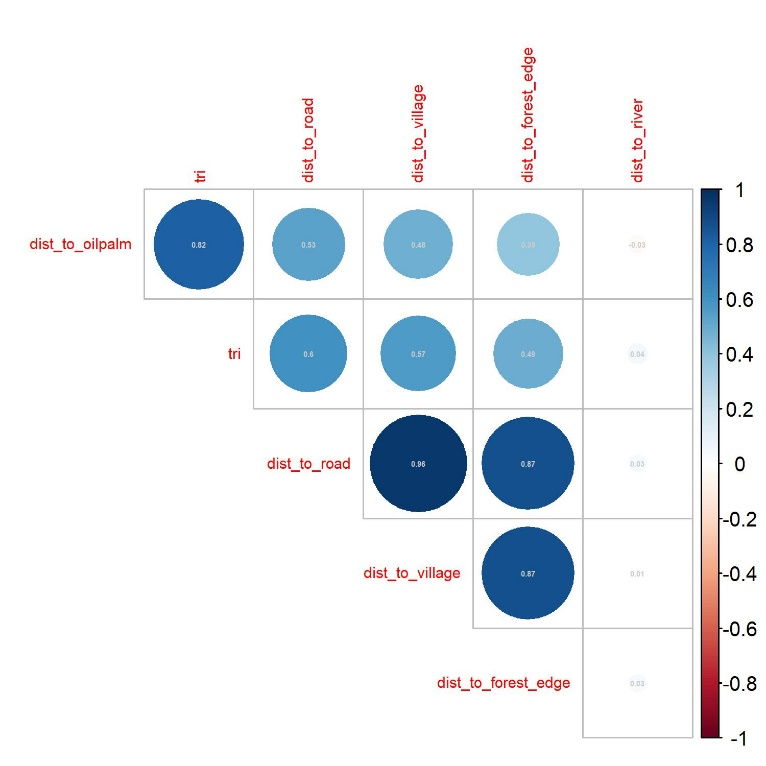 tri
dist_to_road
dist_to_village
dist_to_forest_edge
dist_to_river
dist_to_oilpalm 0.82 0.53 0.48 0.39 -0.03
tri 0.6 0.57 0.49 0.04
dist_to_road 0.96 0.87 0.03
dist_to_village 0.87 0.01
dist_to_forest_edge 0.03
1
0.8
0.6
0.4
0.2
0
-0.2
-0.4
-0.6
-0.8
-1